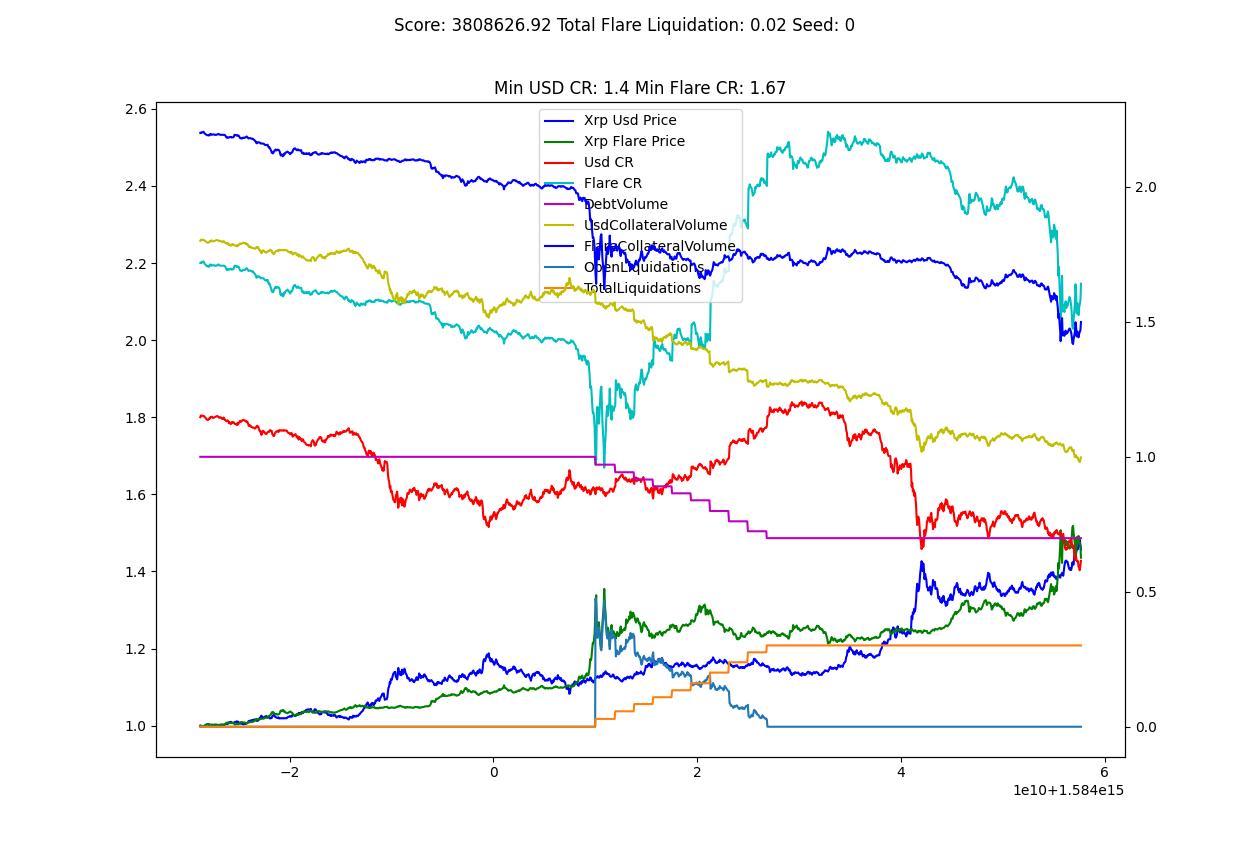 Score: 3808626.92 Total Flare Liquidation: 0.02 Seed: 0
Min USD CR: 1.4 Min Flare CR: 1.67
2.6
2.4
2.2
2.0
1.8
1.6
1.4
1.2
1.0
Xrp Usd Price
Xrp Flare Price
Usd CR
Flare CR
DebtVolume
UsdCollateralVolume
FlareCollateralVolume
OpenLiquidations
TotalLiquidations
2.0
1.5
1.0
0.5
0.0
−2 0 2 4 6
1e10+1.584e15